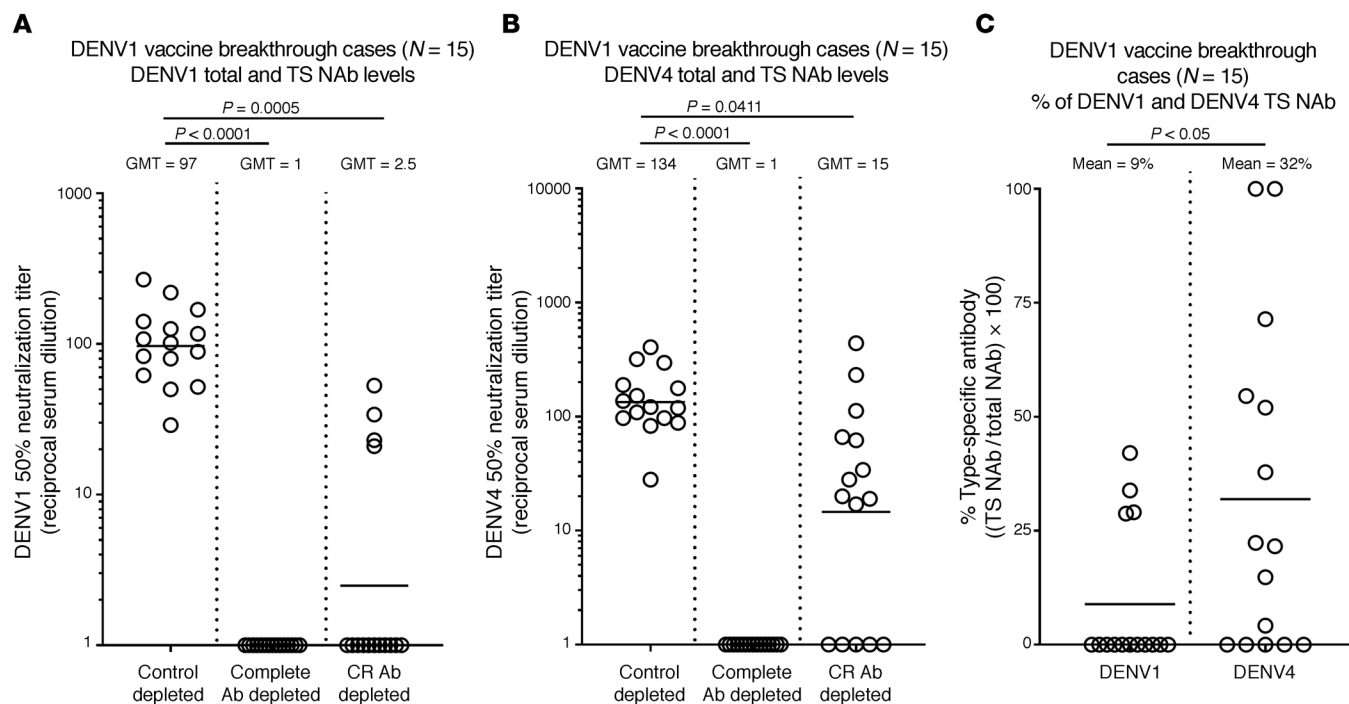 A
DENV1 vaccine breakthrough cases (N = 15)
DENV1 total and TS NAb levels
P = 0.0005
P < 0.0001
GMT = 97 GMT = 1 GMT = 2.5
1000
100
10
1
DENV1 50% neutralization titer
(reciprocal serum dilution)
Control
depleted
Complete
Ab depleted
CR Ab
depleted
B
DENV1 vaccine breakthrough cases (N = 15)
DENV4 total and TS NAb levels
P = 0.0411
P < 0.0001
GMT = 134 GMT = 1 GMT = 15
10000
1000
100
10
1
DENV4 50% neutralization titer
(reciprocal serum dilution)
Control
depleted
Complete
Ab depleted
CR Ab
depleted
C
DENV1 vaccine breakthrough
cases (N = 15)
% of DENV1 and DENV4 TS NAb
P < 0.05
Mean = 9% Mean = 32%
100
75
50
25
0
% Type-specific antibody
((TS NAb/total NAb) × 100)
DENV1 DENV4